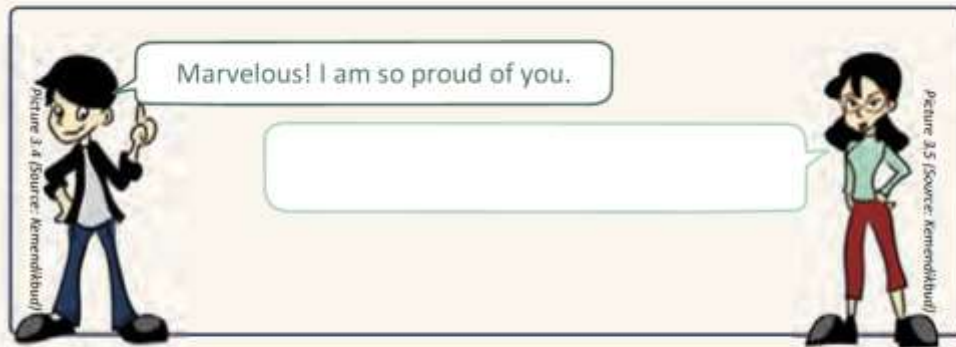 Marvelous! I am so proud of you.
Picture 3.4 (Source: Kemendikbud)
Picture 3.5 (Source: Kemendikbud)